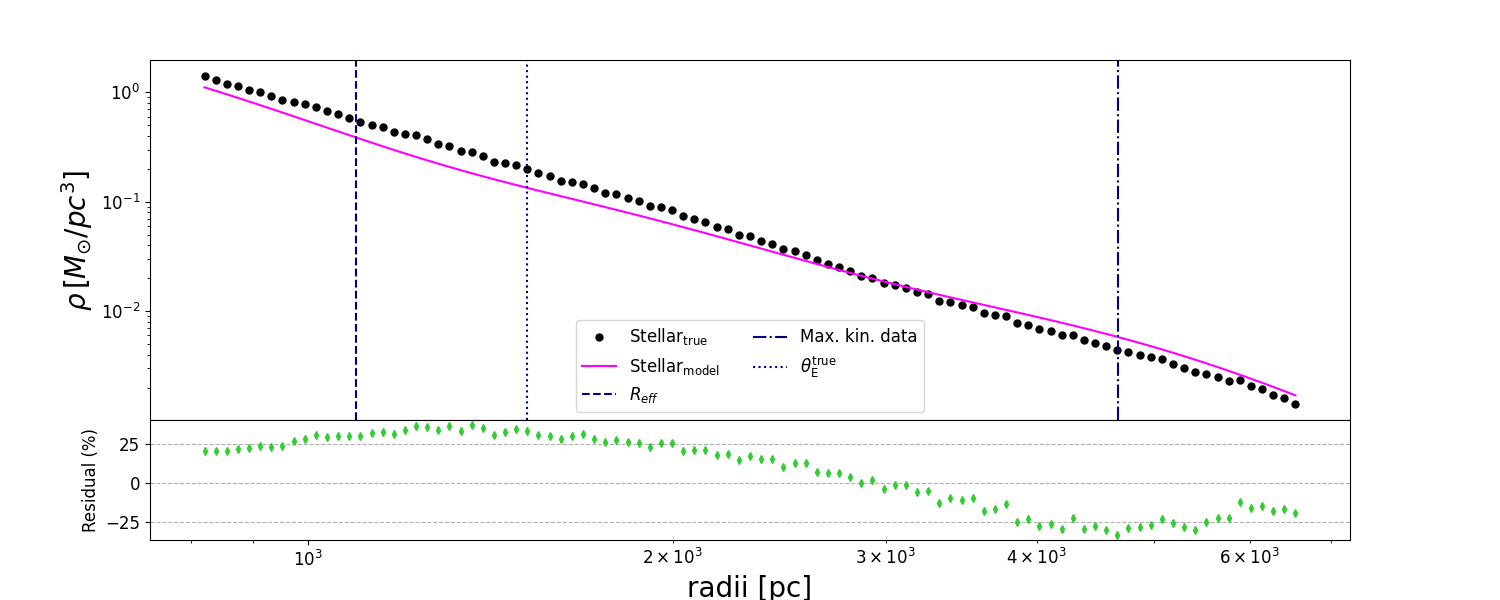 10⁰
10⁻¹
10⁻²
ρ [M⊙/pc³]
Stellar_true
Stellar_model
R_eff
Max. kin. data
θ_E^true
25
0
−25
Residual (%)
10³
2 × 10³
3 × 10³
4 × 10³
6 × 10³
radii [pc]